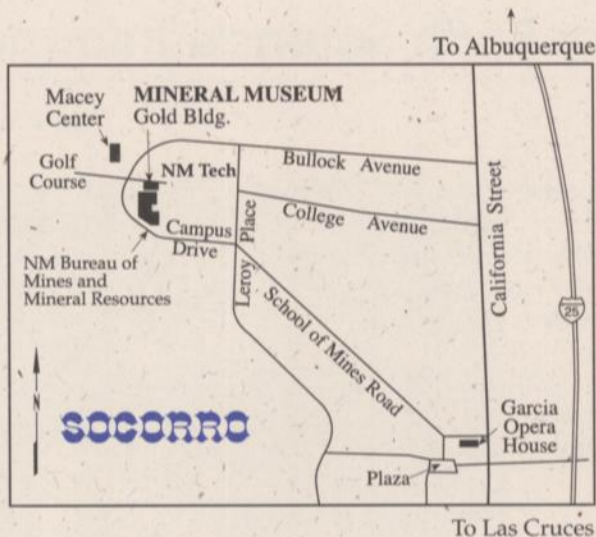 To Albuquerque
Macey
Center
MINERAL MUSEUM
Gold Bldg.
Golf
Course
NM Tech
Bullock Avenue
College Avenue
Campus
Drive
Leroy Place
California Street
NM Bureau of
Mines and
Mineral Resources
School of Mines Road
25
N
SOCORRO
Garcia
Opera
House
Plaza
To Las Cruces